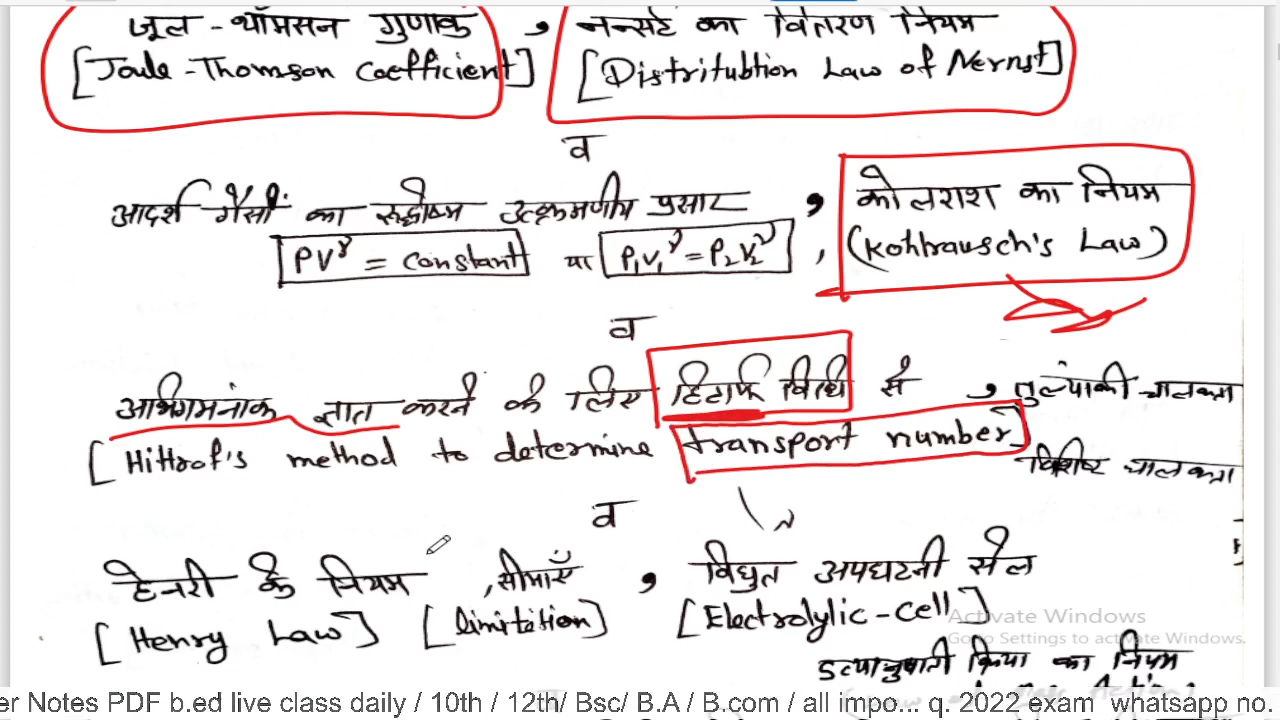 जूल - थॉमसन गुणांक , नर्न्सट का वितरण नियम
[Joule -Thomson Coefficient] [Distritubtion Law of Nernst]
व
आदर्श गैसों का रूद्धोष्म उत्क्रमणीय प्रसार , कोलराश का नियम
PVᵞ = constant या P₁V₁ᵞ = P₂V₂ᵞ , (Kohlrausch's Law)
व
अभिगमनांक ज्ञात करने के लिए हिटार्फ विधि से , तुल्यांकी चालकता
[Hittrof's method to determine transport number] विशिष्ट चालकता
व
हेनरी के नियम ,सीमाएँ , विधुत अपघटनी सेल
[Henry Law] [limitation] [Electrolylic-cell]
Activate Windows
Go to Settings to activate Windows.
द्रव्यानुपाती क्रिया का नियम
er Notes PDF b.ed live class daily / 10th / 12th/ Bsc/ B.A / B.com / all impo... q. 2022 exam whatsapp no.